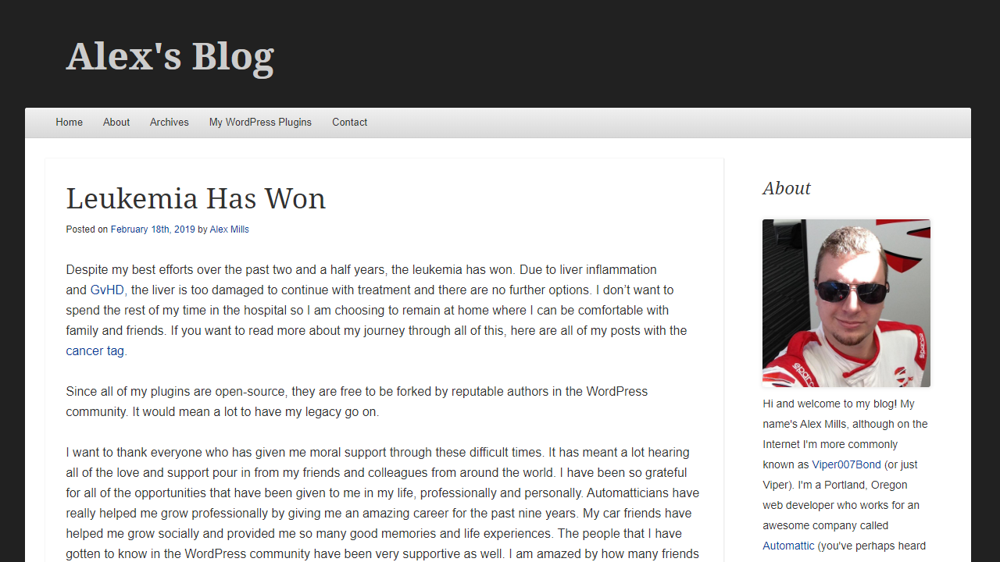 Alex's Blog
Home About Archives My WordPress Plugins Contact
Leukemia Has Won
Posted on February 18th, 2019 by Alex Mills
Despite my best efforts over the past two and a half years, the leukemia has won. Due to liver inflammation
and GvHD, the liver is too damaged to continue with treatment and there are no further options. I don’t want to
spend the rest of my time in the hospital so I am choosing to remain at home where I can be comfortable with
family and friends. If you want to read more about my journey through all of this, here are all of my posts with the
cancer tag.
Since all of my plugins are open-source, they are free to be forked by reputable authors in the WordPress
community. It would mean a lot to have my legacy go on.
I want to thank everyone who has given me moral support through these difficult times. It has meant a lot hearing
all of the love and support pour in from my friends and colleagues from around the world. I have been so grateful
for all of the opportunities that have been given to me in my life, professionally and personally. Automatticians have
really helped me grow professionally by giving me an amazing career for the past nine years. My car friends have
helped me grow socially and provided me so many good memories and life experiences. The people that I have
gotten to know in the WordPress community have been very supportive as well. I am amazed by how many friends
About
sparco
sparco
Hi and welcome to my blog! My
name's Alex Mills, although on the
Internet I'm more commonly
known as Viper007Bond (or just
Viper). I'm a Portland, Oregon
web developer who works for an
awesome company called
Automattic (you've perhaps heard